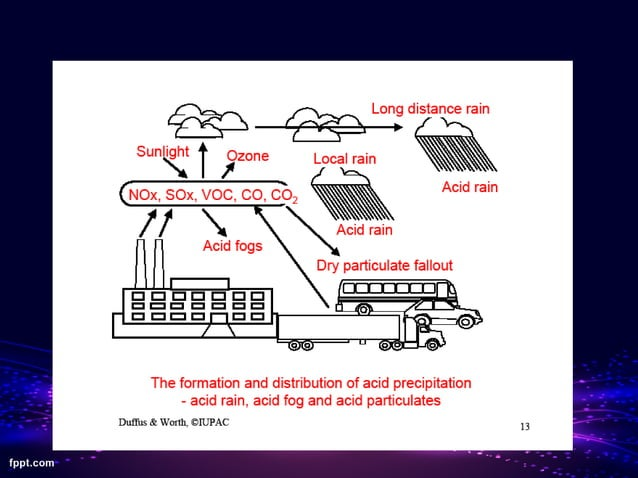 Long distance rain
Sunlight
Ozone
Local rain
Acid rain
NOx, SOx, VOC, CO, CO2
Acid rain
Acid fogs
Dry particulate fallout
The formation and distribution of acid precipitation
- acid rain, acid fog and acid particulates
Duffus & Worth, ©IUPAC
13
fppt.com